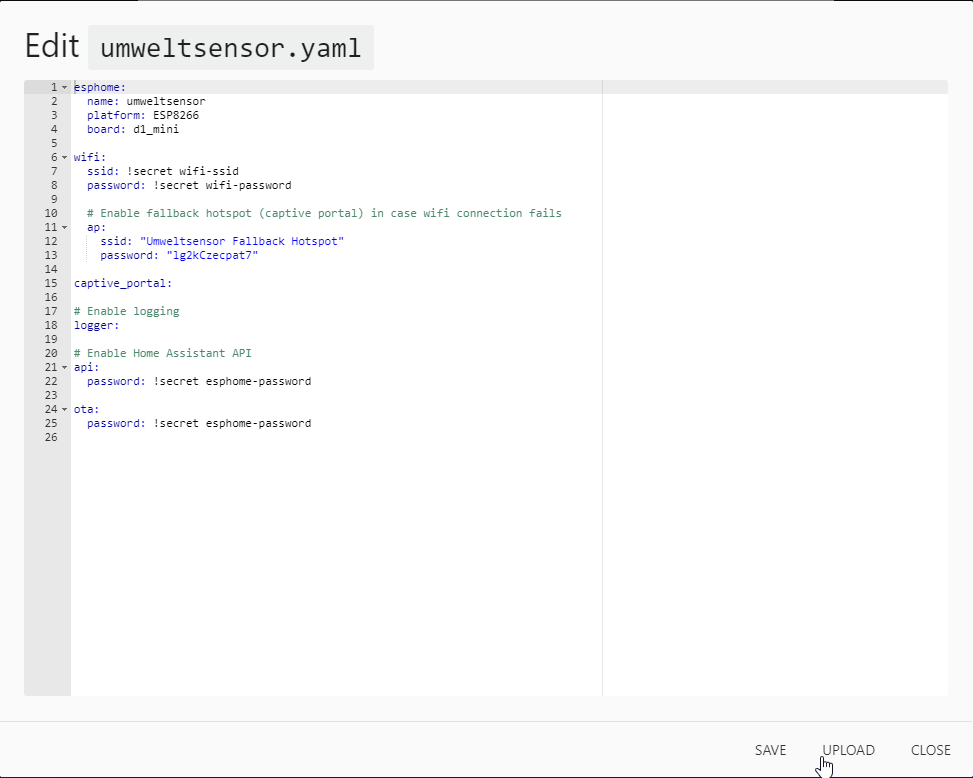 Edit umweltsensor.yaml
1 esphome:
2   name: umweltsensor
3   platform: ESP8266
4   board: d1_mini
5
6 wifi:
7   ssid: !secret wifi-ssid
8   password: !secret wifi-password
9
10   # Enable fallback hotspot (captive portal) in case wifi connection fails
11   ap:
12     ssid: "Umweltsensor Fallback Hotspot"
13     password: "lg2kCzecpat7"
14
15 captive_portal:
16
17 # Enable logging
18 logger:
19
20 # Enable Home Assistant API
21 api:
22   password: !secret esphome-password
23
24 ota:
25   password: !secret esphome-password
26
SAVE UPLOAD CLOSE